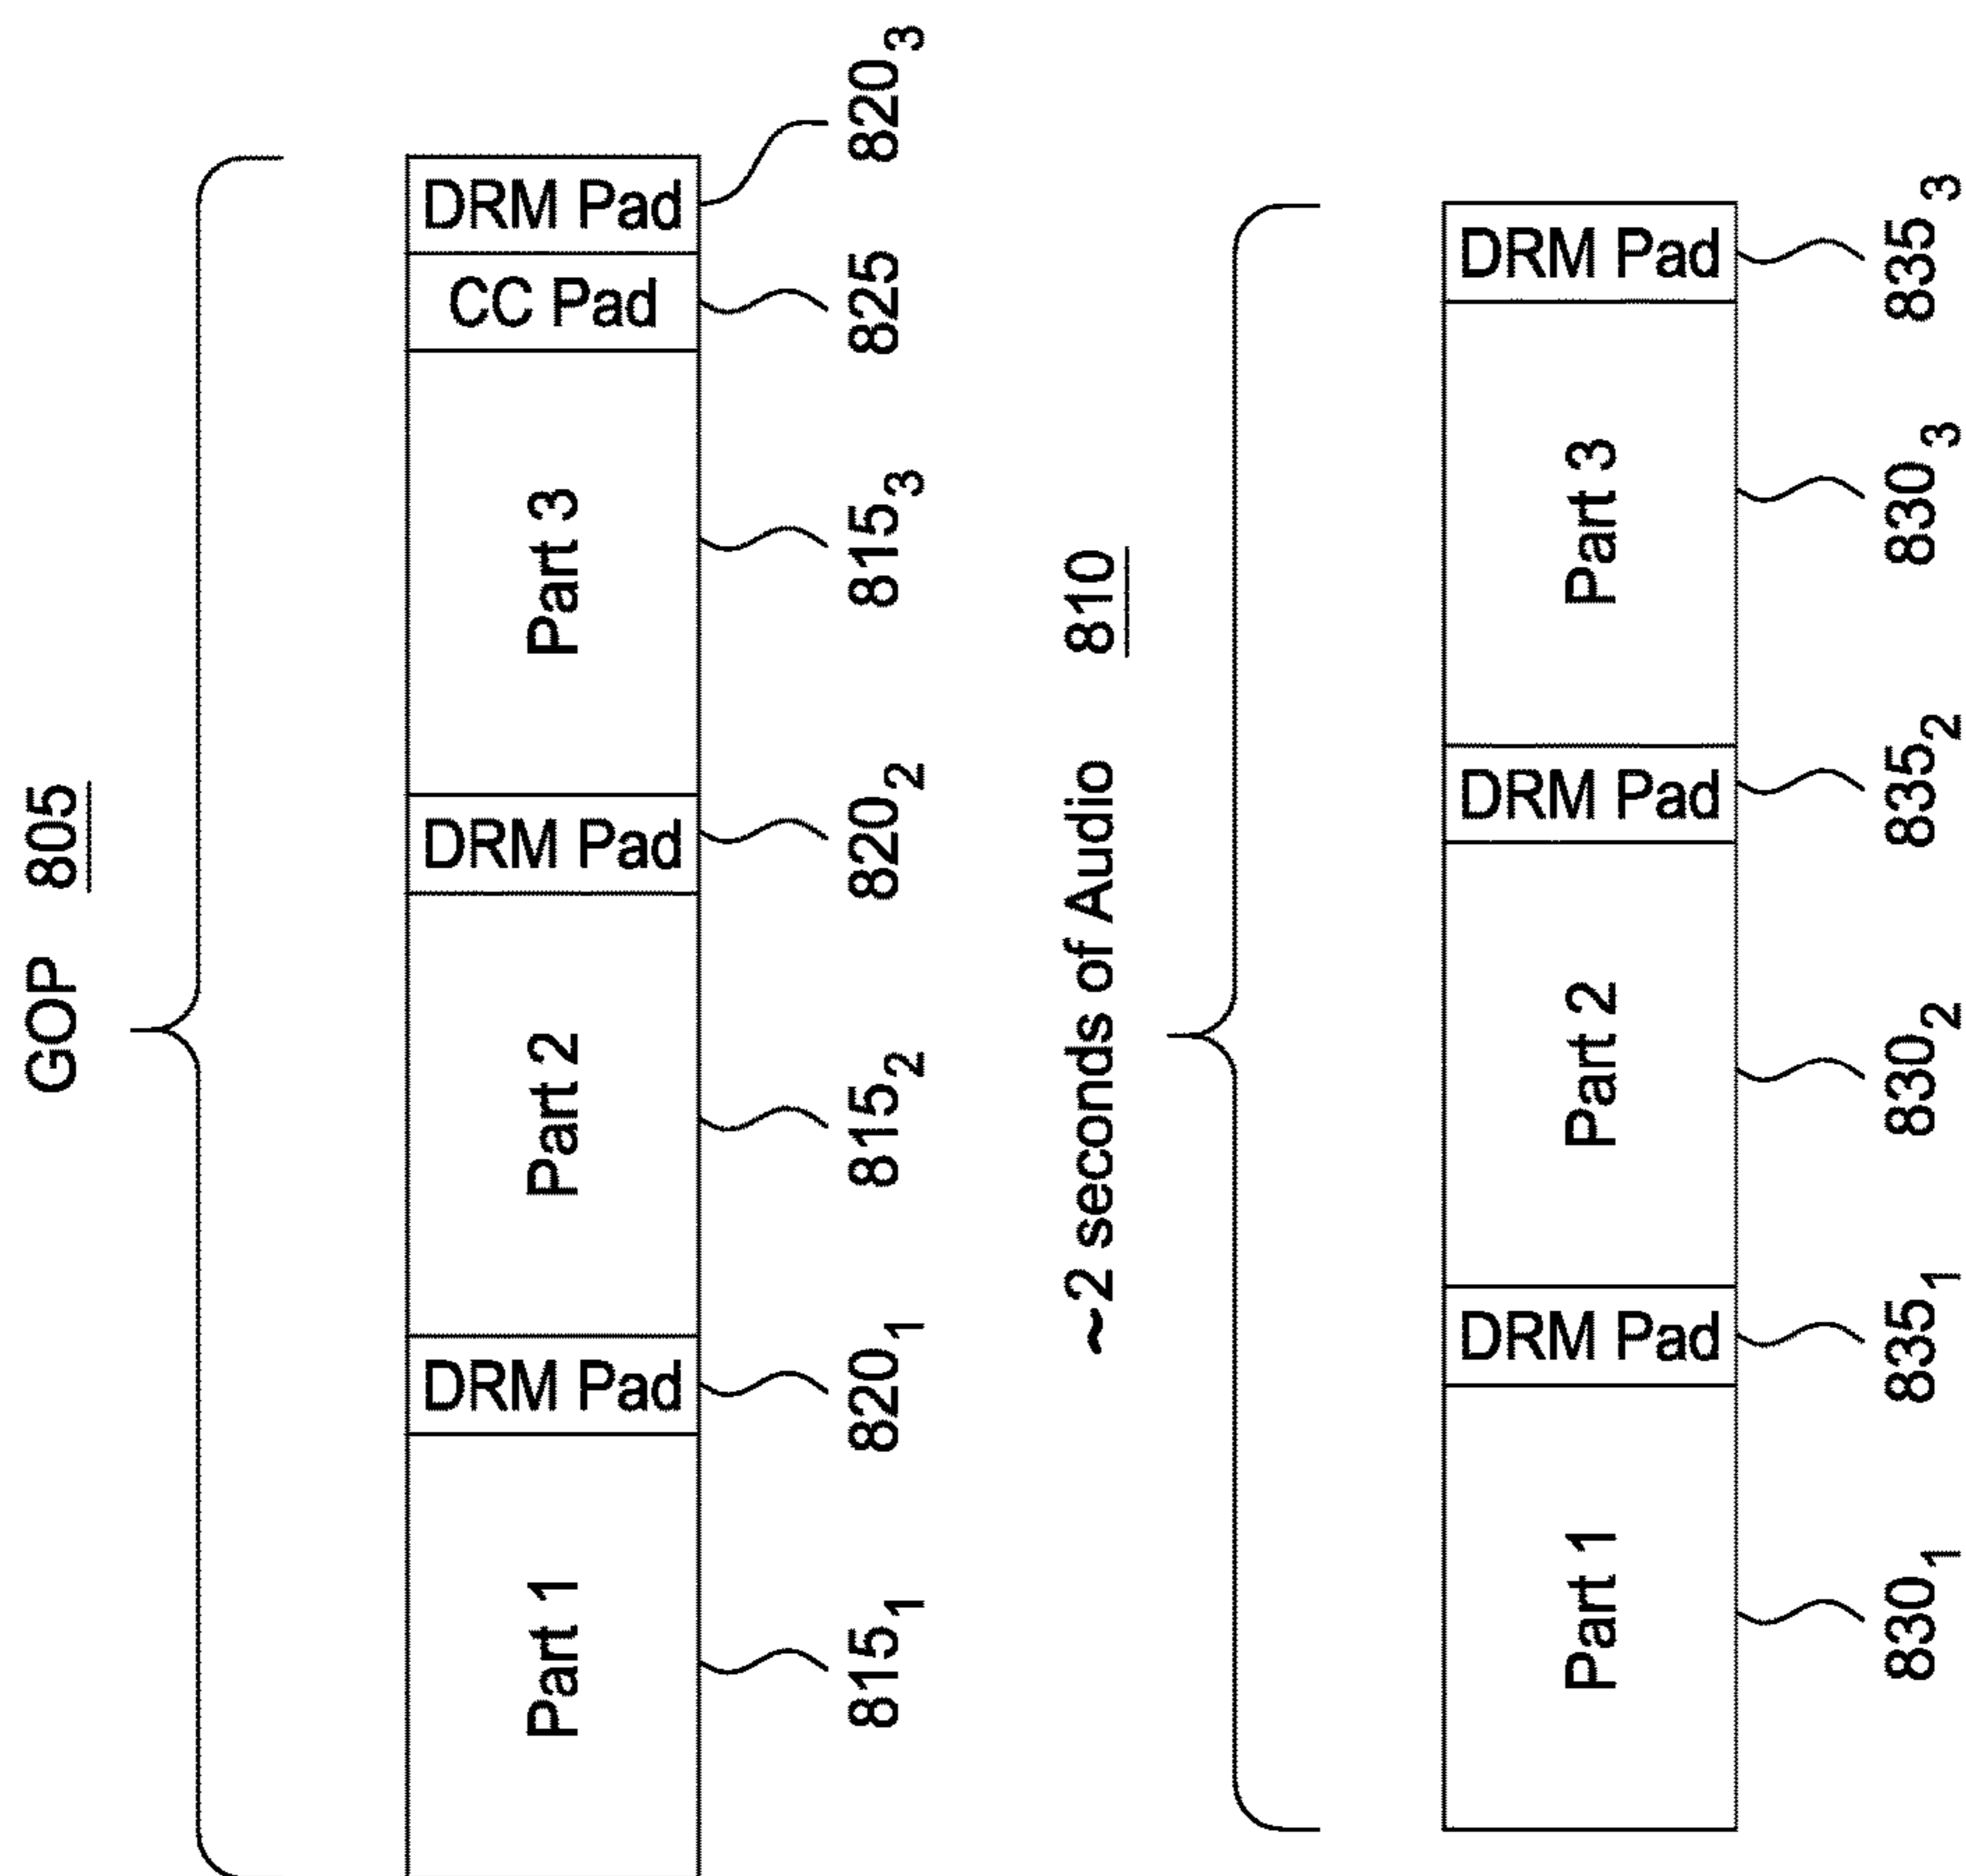 GOP 805
Part 1
DRM Pad
Part 2
DRM Pad
Part 3
CC Pad
DRM Pad
815₁
820₁
815₂
820₂
815₃
825
820₃
~2 seconds of Audio 810
Part 1
DRM Pad
Part 2
DRM Pad
Part 3
DRM Pad
830₁
835₁
830₂
835₂
830₃
835₃